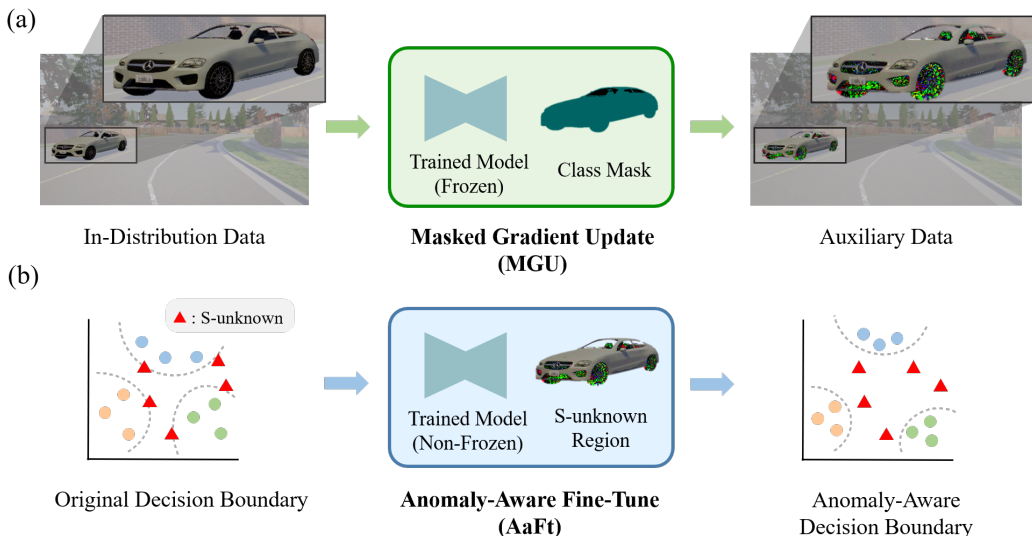 (a)
Trained Model
(Frozen)
Class Mask
In-Distribution Data
Masked Gradient Update
(MGU)
Auxiliary Data
(b)
: S-unknown
Trained Model
(Non-Frozen)
S-unknown
Region
Original Decision Boundary
Anomaly-Aware Fine-Tune
(AaFt)
Anomaly-Aware
Decision Boundary